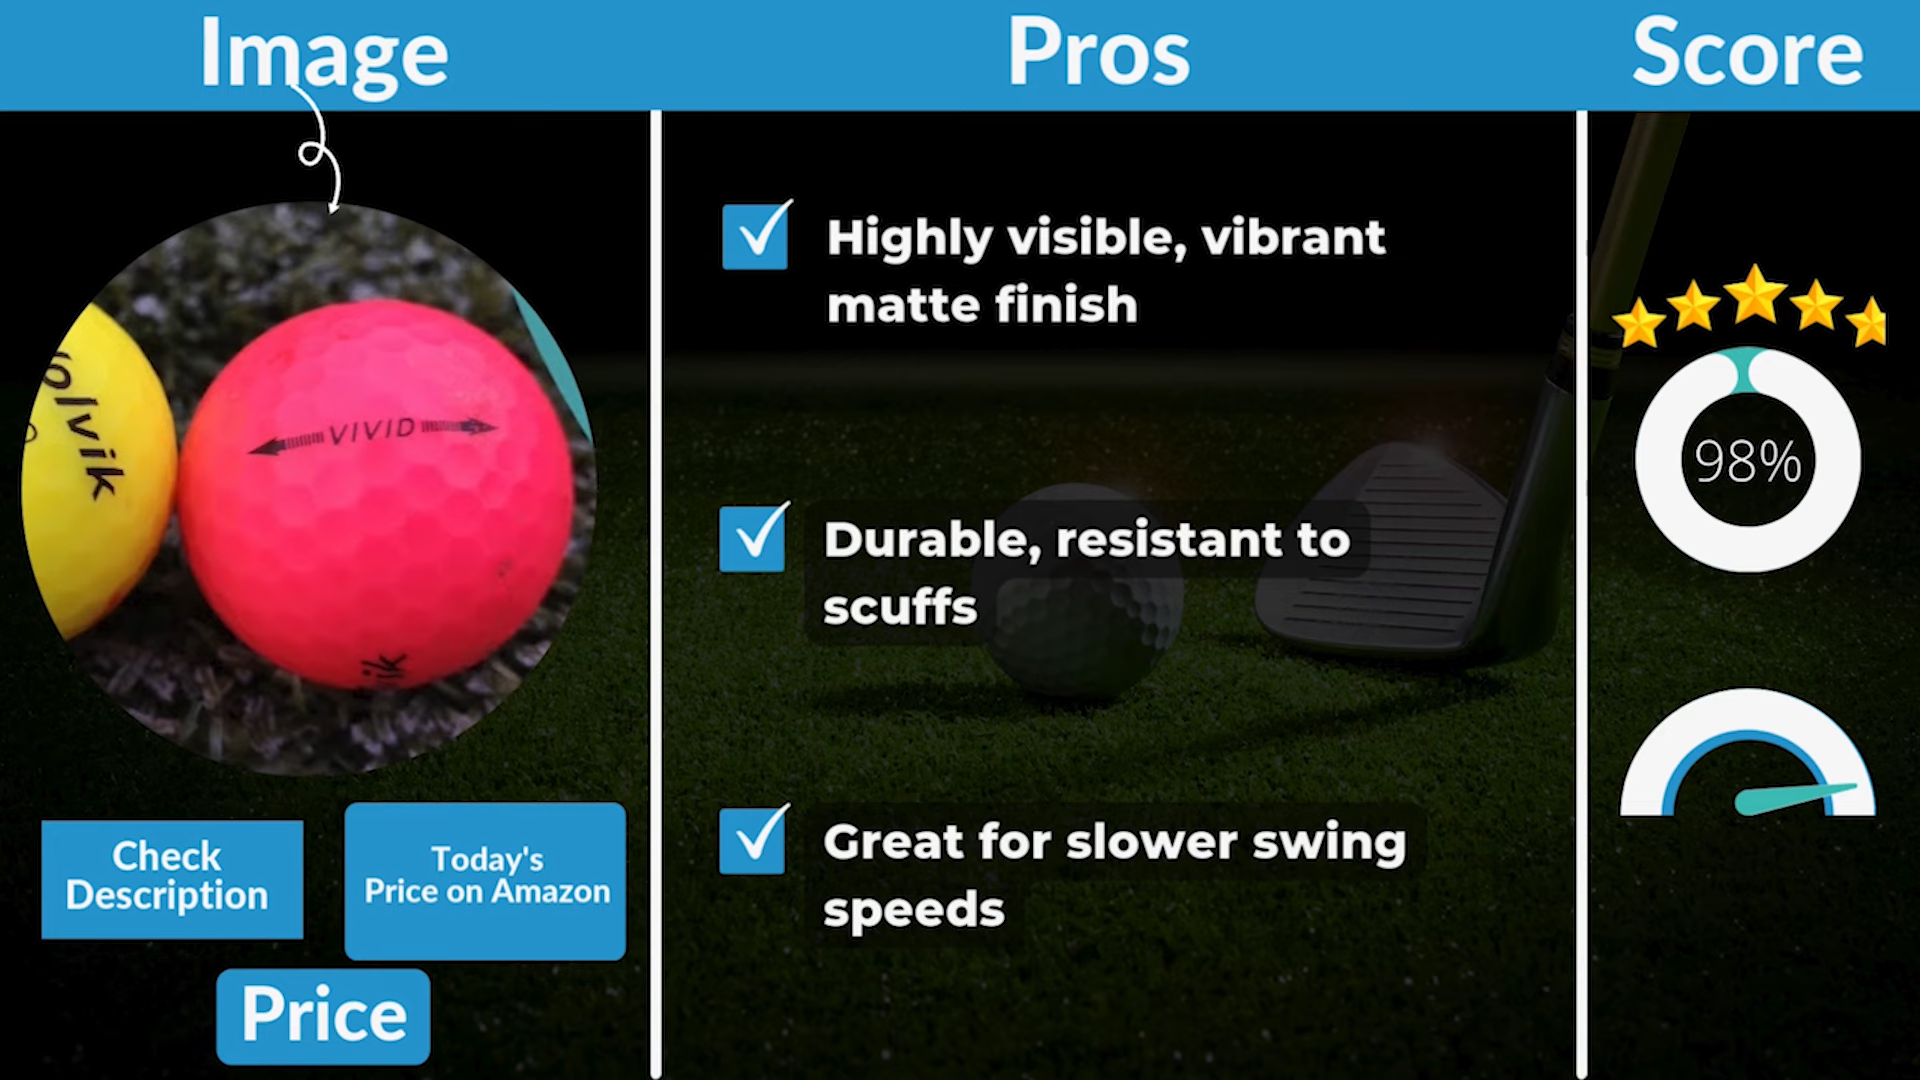 Image
Pros
Score
olvik
VIVID
Highly visible, vibrant
matte finish
Durable, resistant to
scuffs
Great for slower swing
speeds
98%
Check
Description
Today's
Price on Amazon
Price